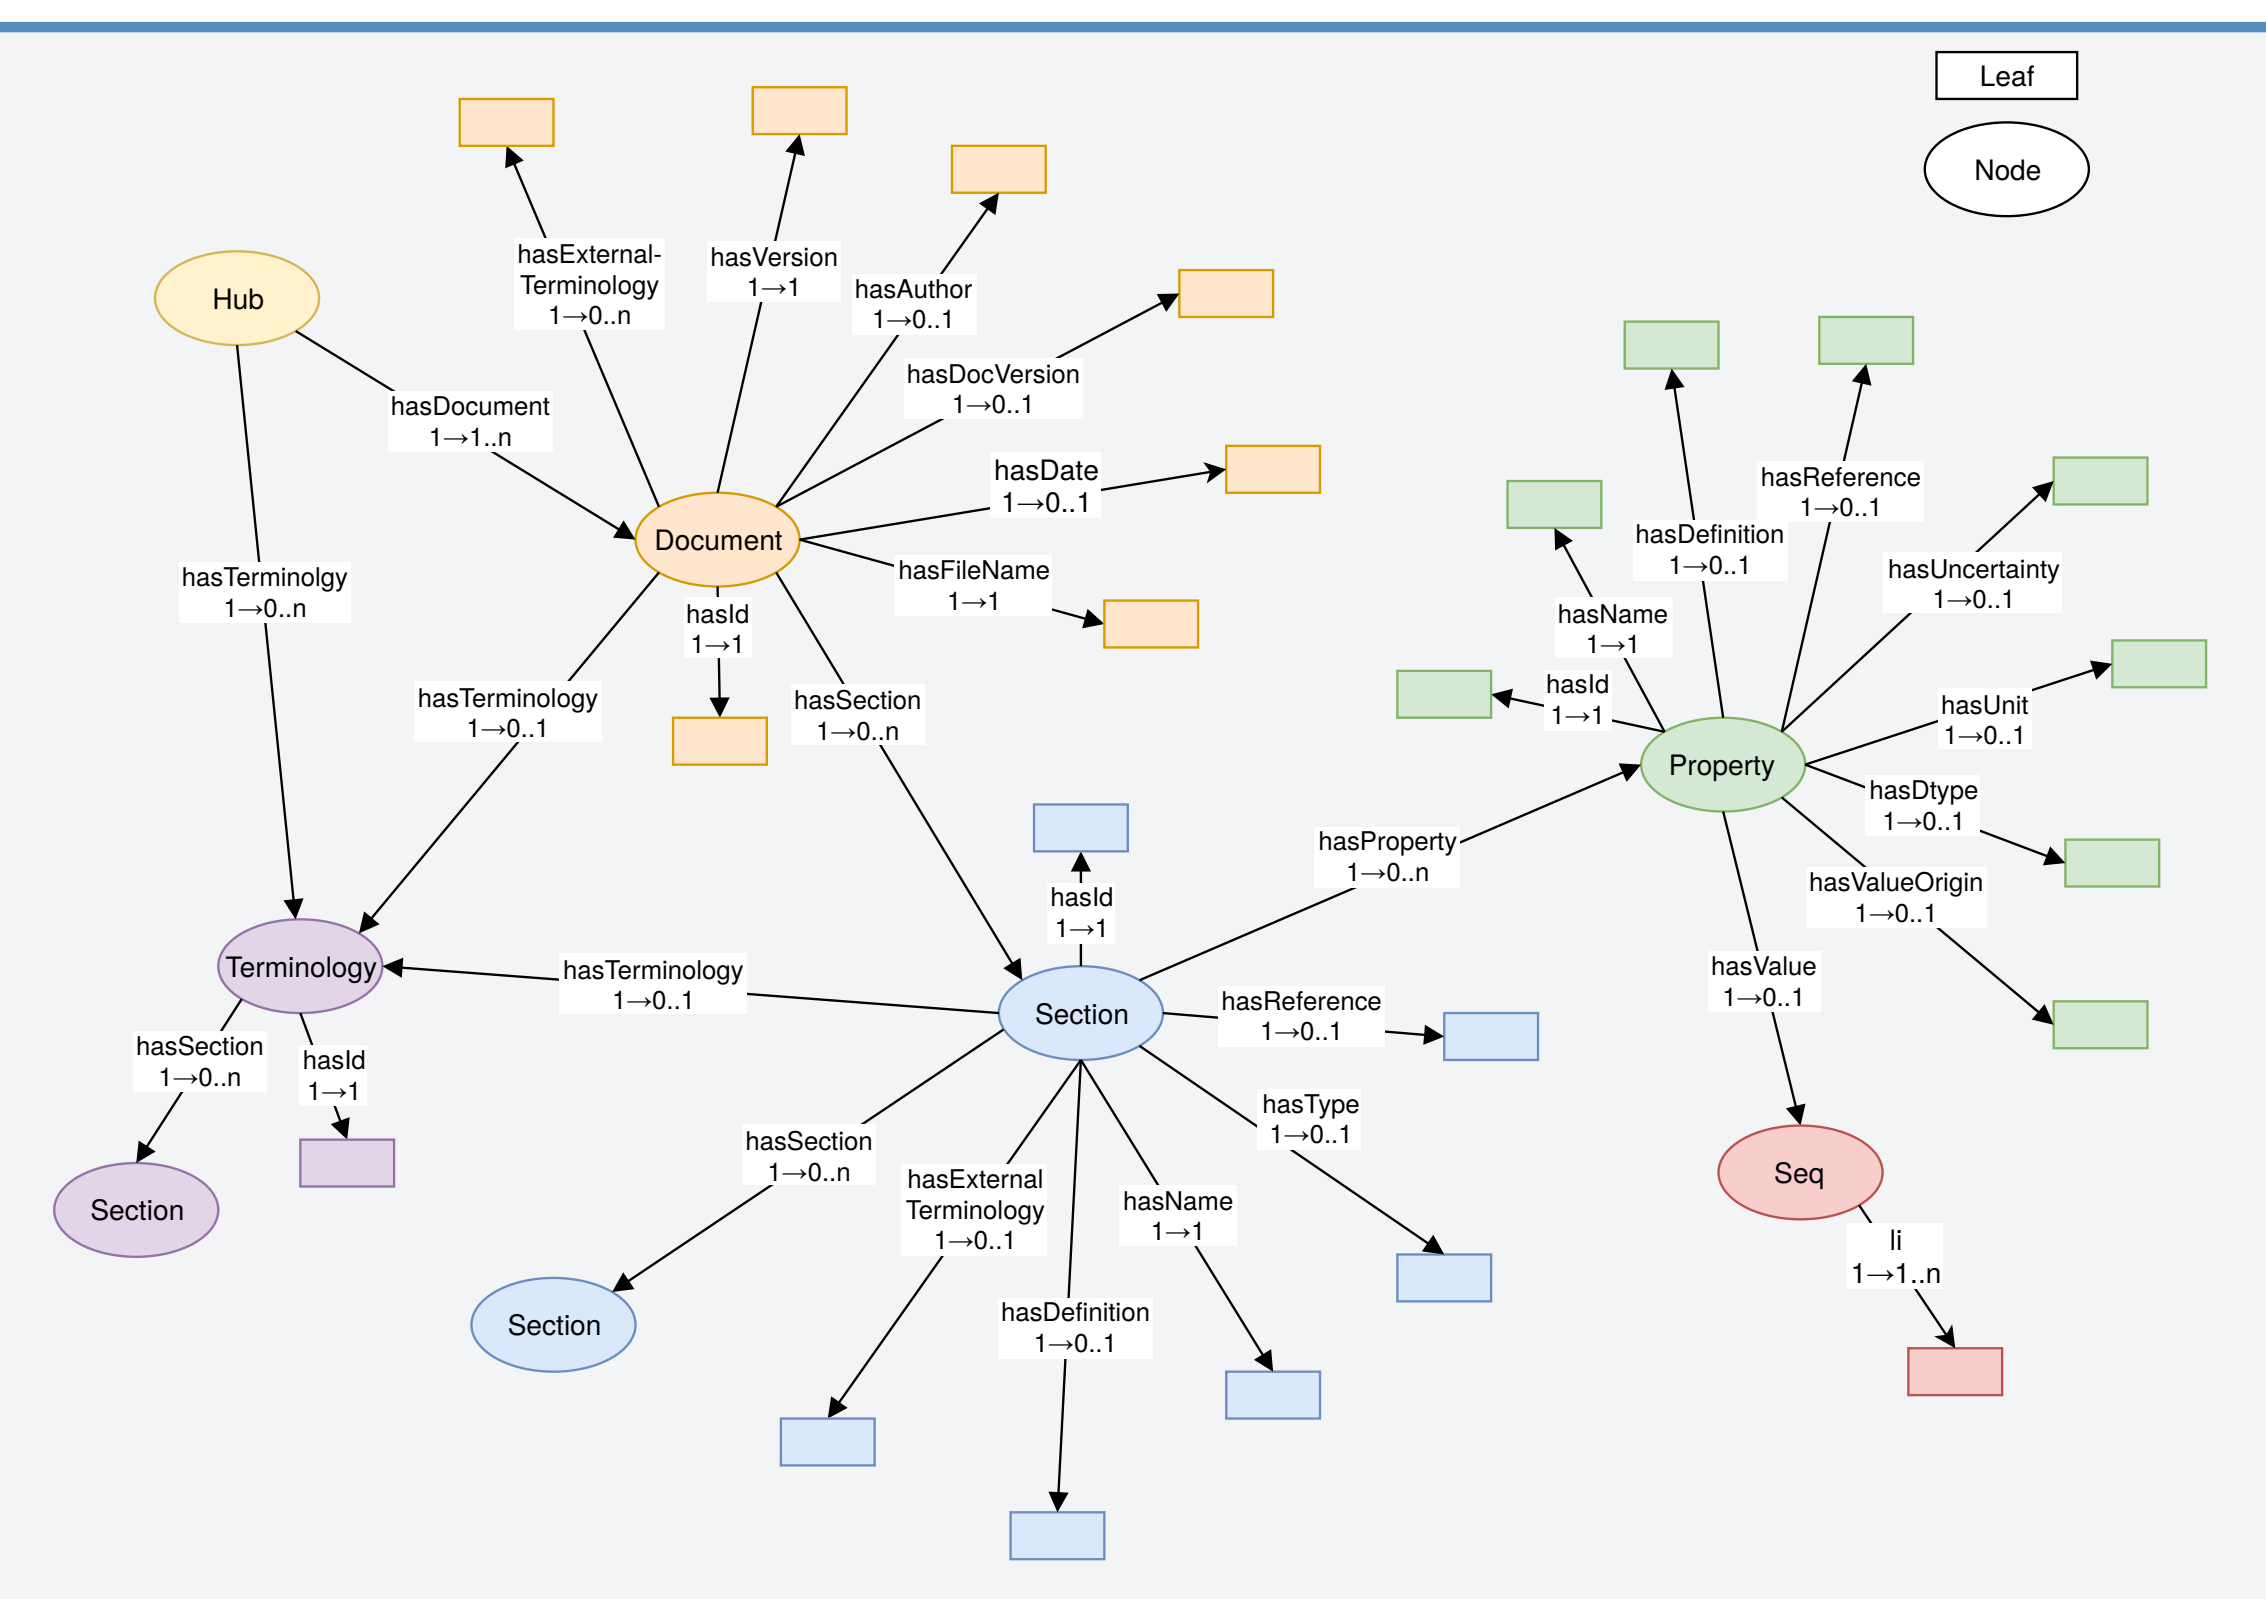 Leaf
Node
hasExternal-
Terminology
1→0..n
hasVersion
1→1
hasAuthor
1→0..1
Hub
hasDocVersion
1→0..1
hasDocument
1→1..n
hasDate
1→0..1
Document
hasFileName
1→1
hasTerminolgy
1→0..n
hasId
1→1
hasTerminology
1→0..1
hasSection
1→0..n
hasReference
1→0..1
hasDefinition
1→0..1
hasUncertainty
1→0..1
hasName
1→1
hasId
1→1
hasUnit
1→0..1
Property
hasDtype
1→0..1
hasProperty
1→0..n
hasValueOrigin
1→0..1
hasValue
1→0..1
hasId
1→1
Terminology
hasTerminology
1→0..1
Section
hasReference
1→0..1
hasSection
1→0..n
hasId
1→1
Section
hasSection
1→0..n
hasExternal
Terminology
1→0..1
hasDefinition
1→0..1
hasName
1→1
hasType
1→0..1
Section
Seq
li
1→1..n